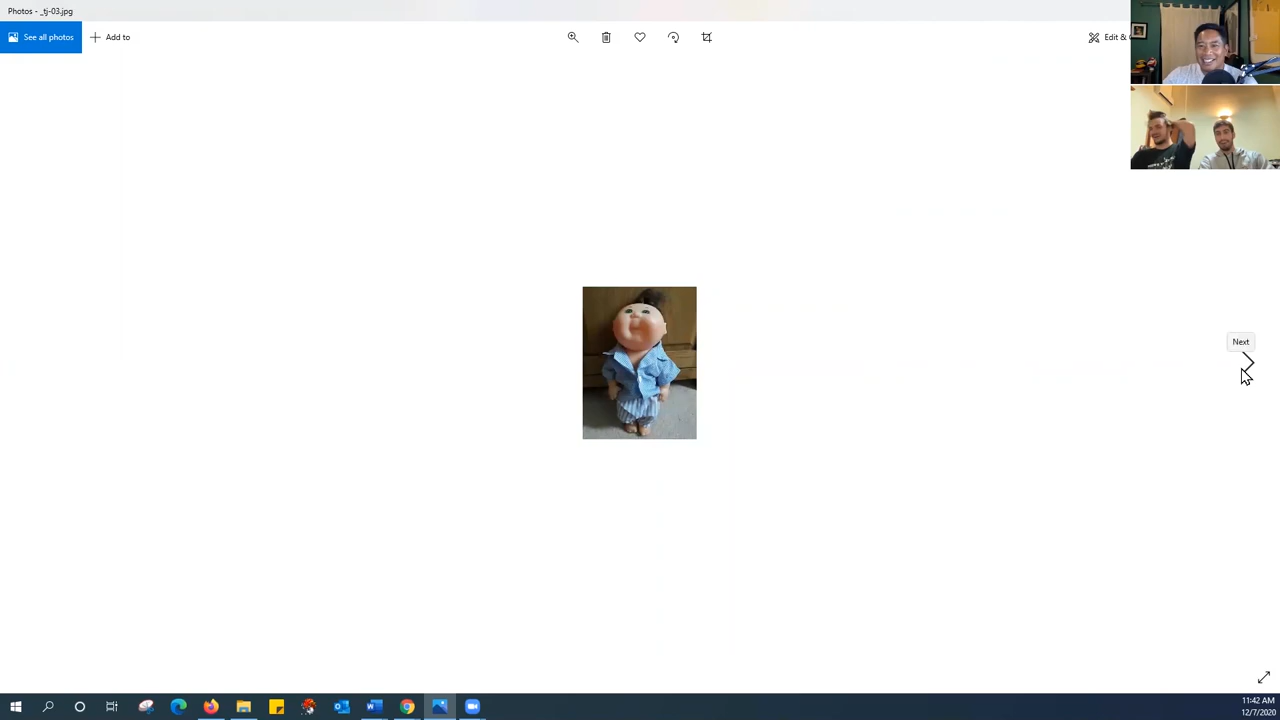 Photos - _tj-03.jpg
See all photos
Add to
Edit &
Next
11:42 AM
12/7/2020